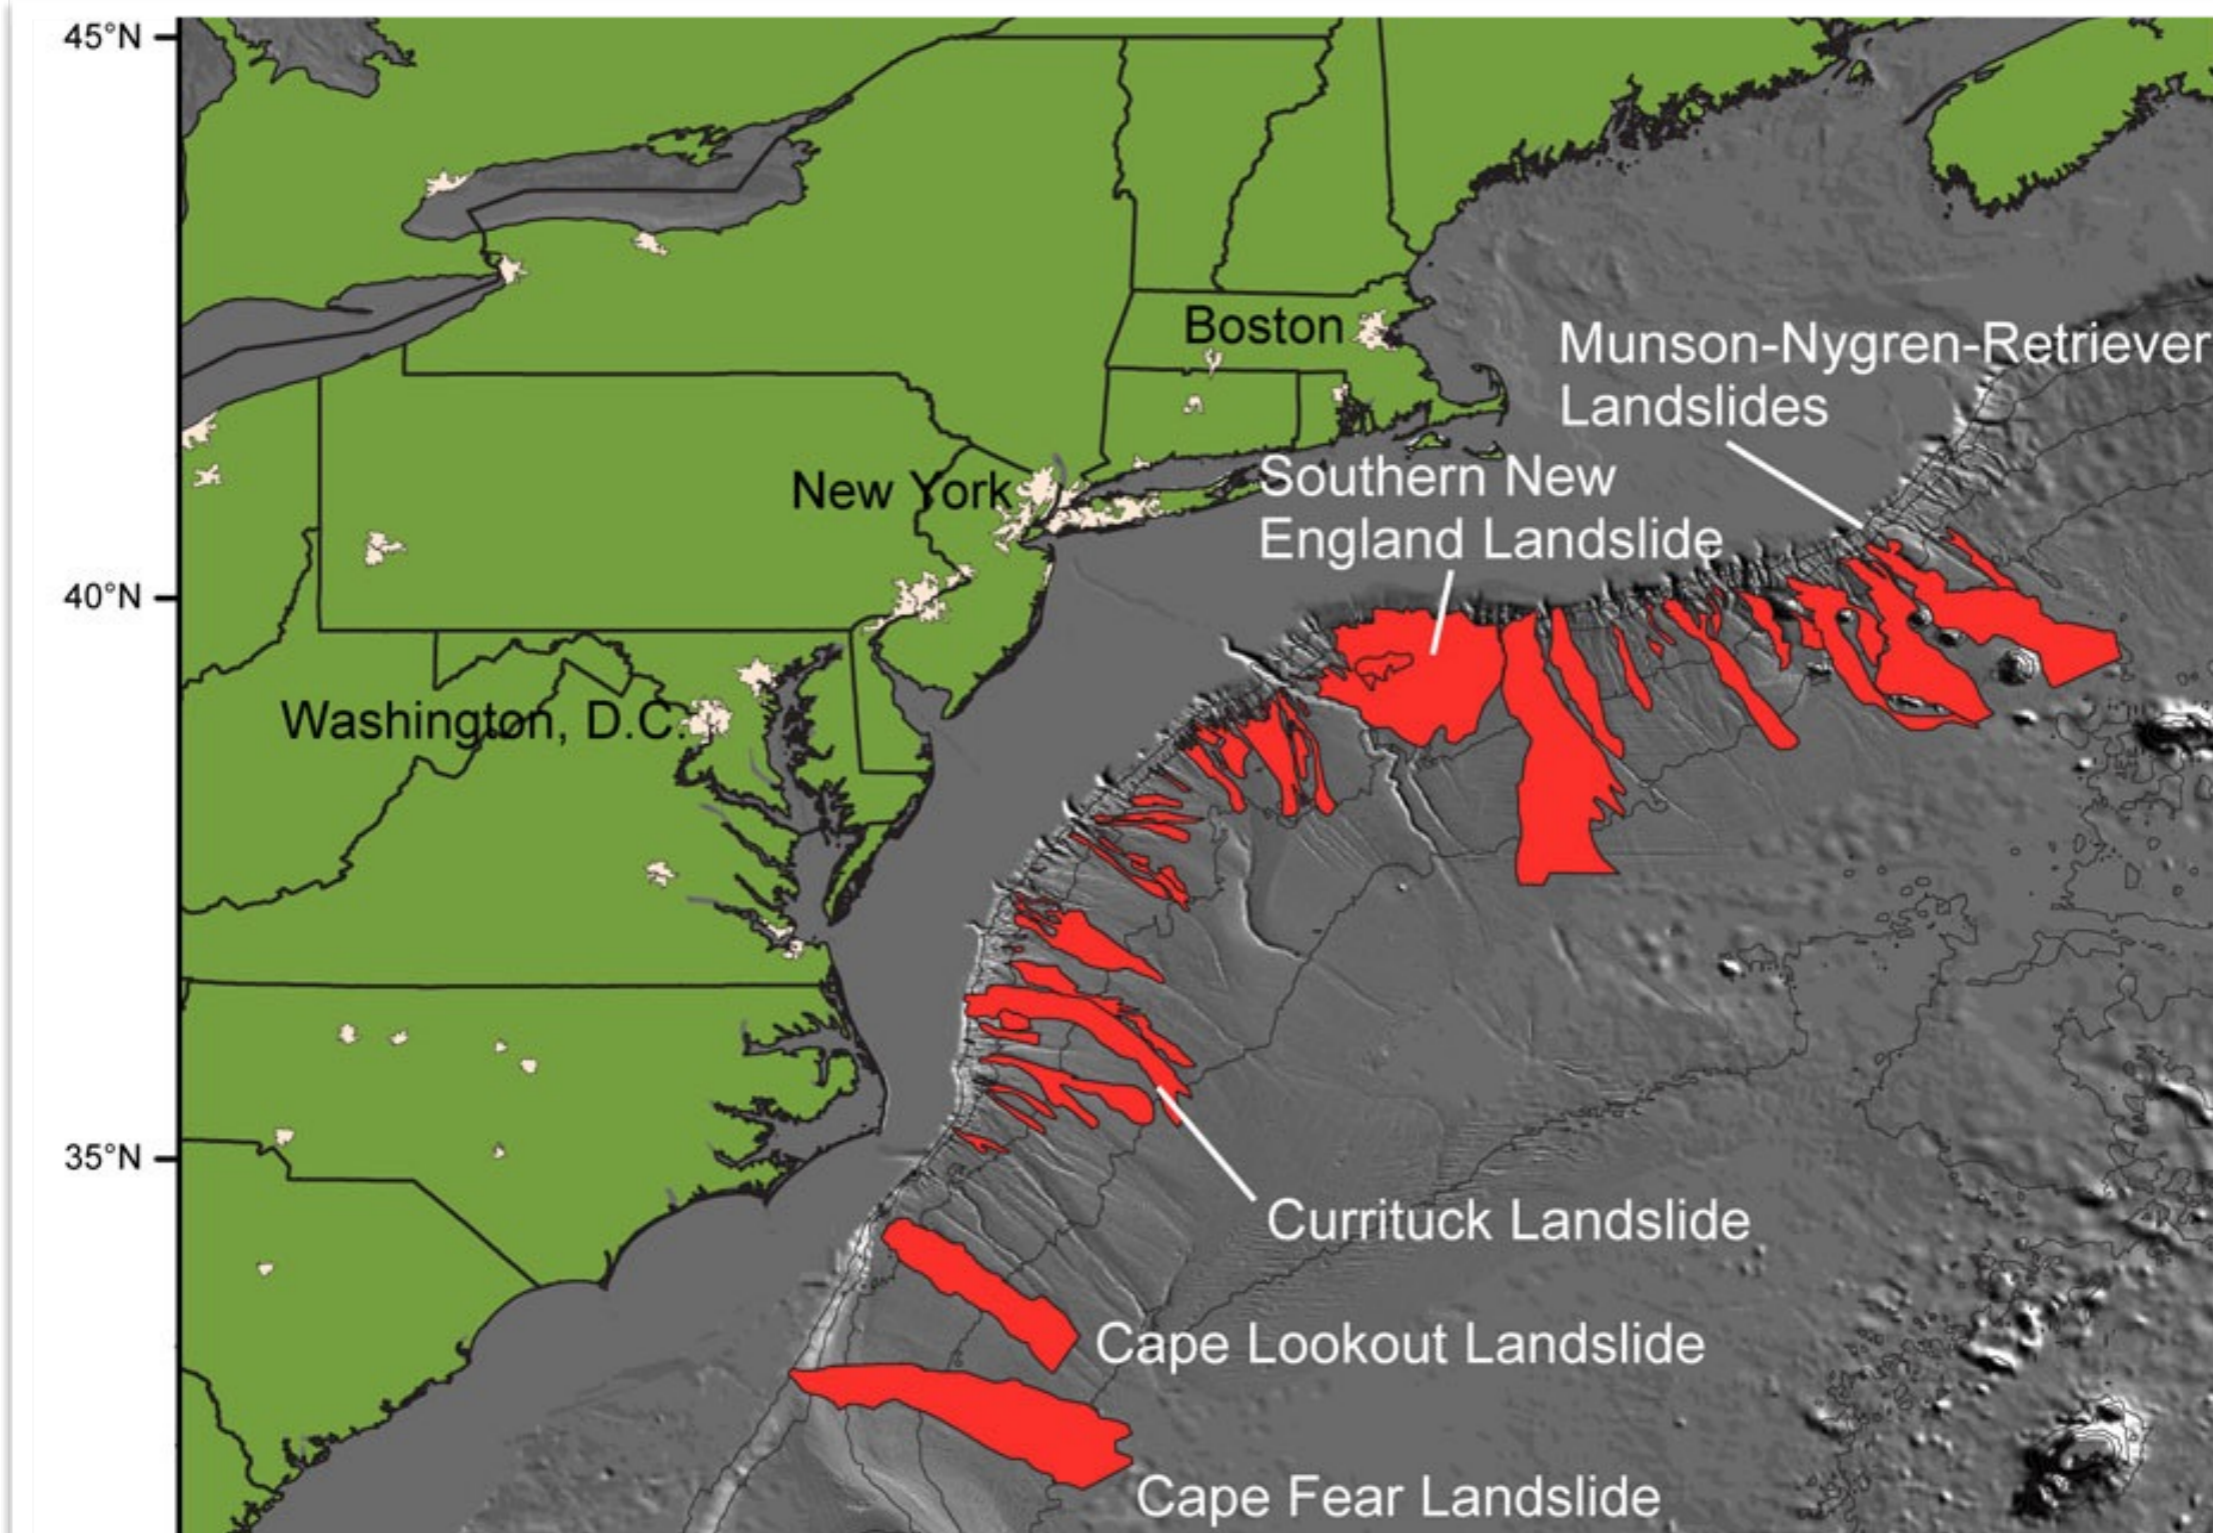 45°N
Boston
Munson-Nygren-Retriever
Landslides
Southern New
England Landslide
New York
40°N
Washington, D.C.
35°N
Currituck Landslide
Cape Lookout Landslide
Cape Fear Landslide